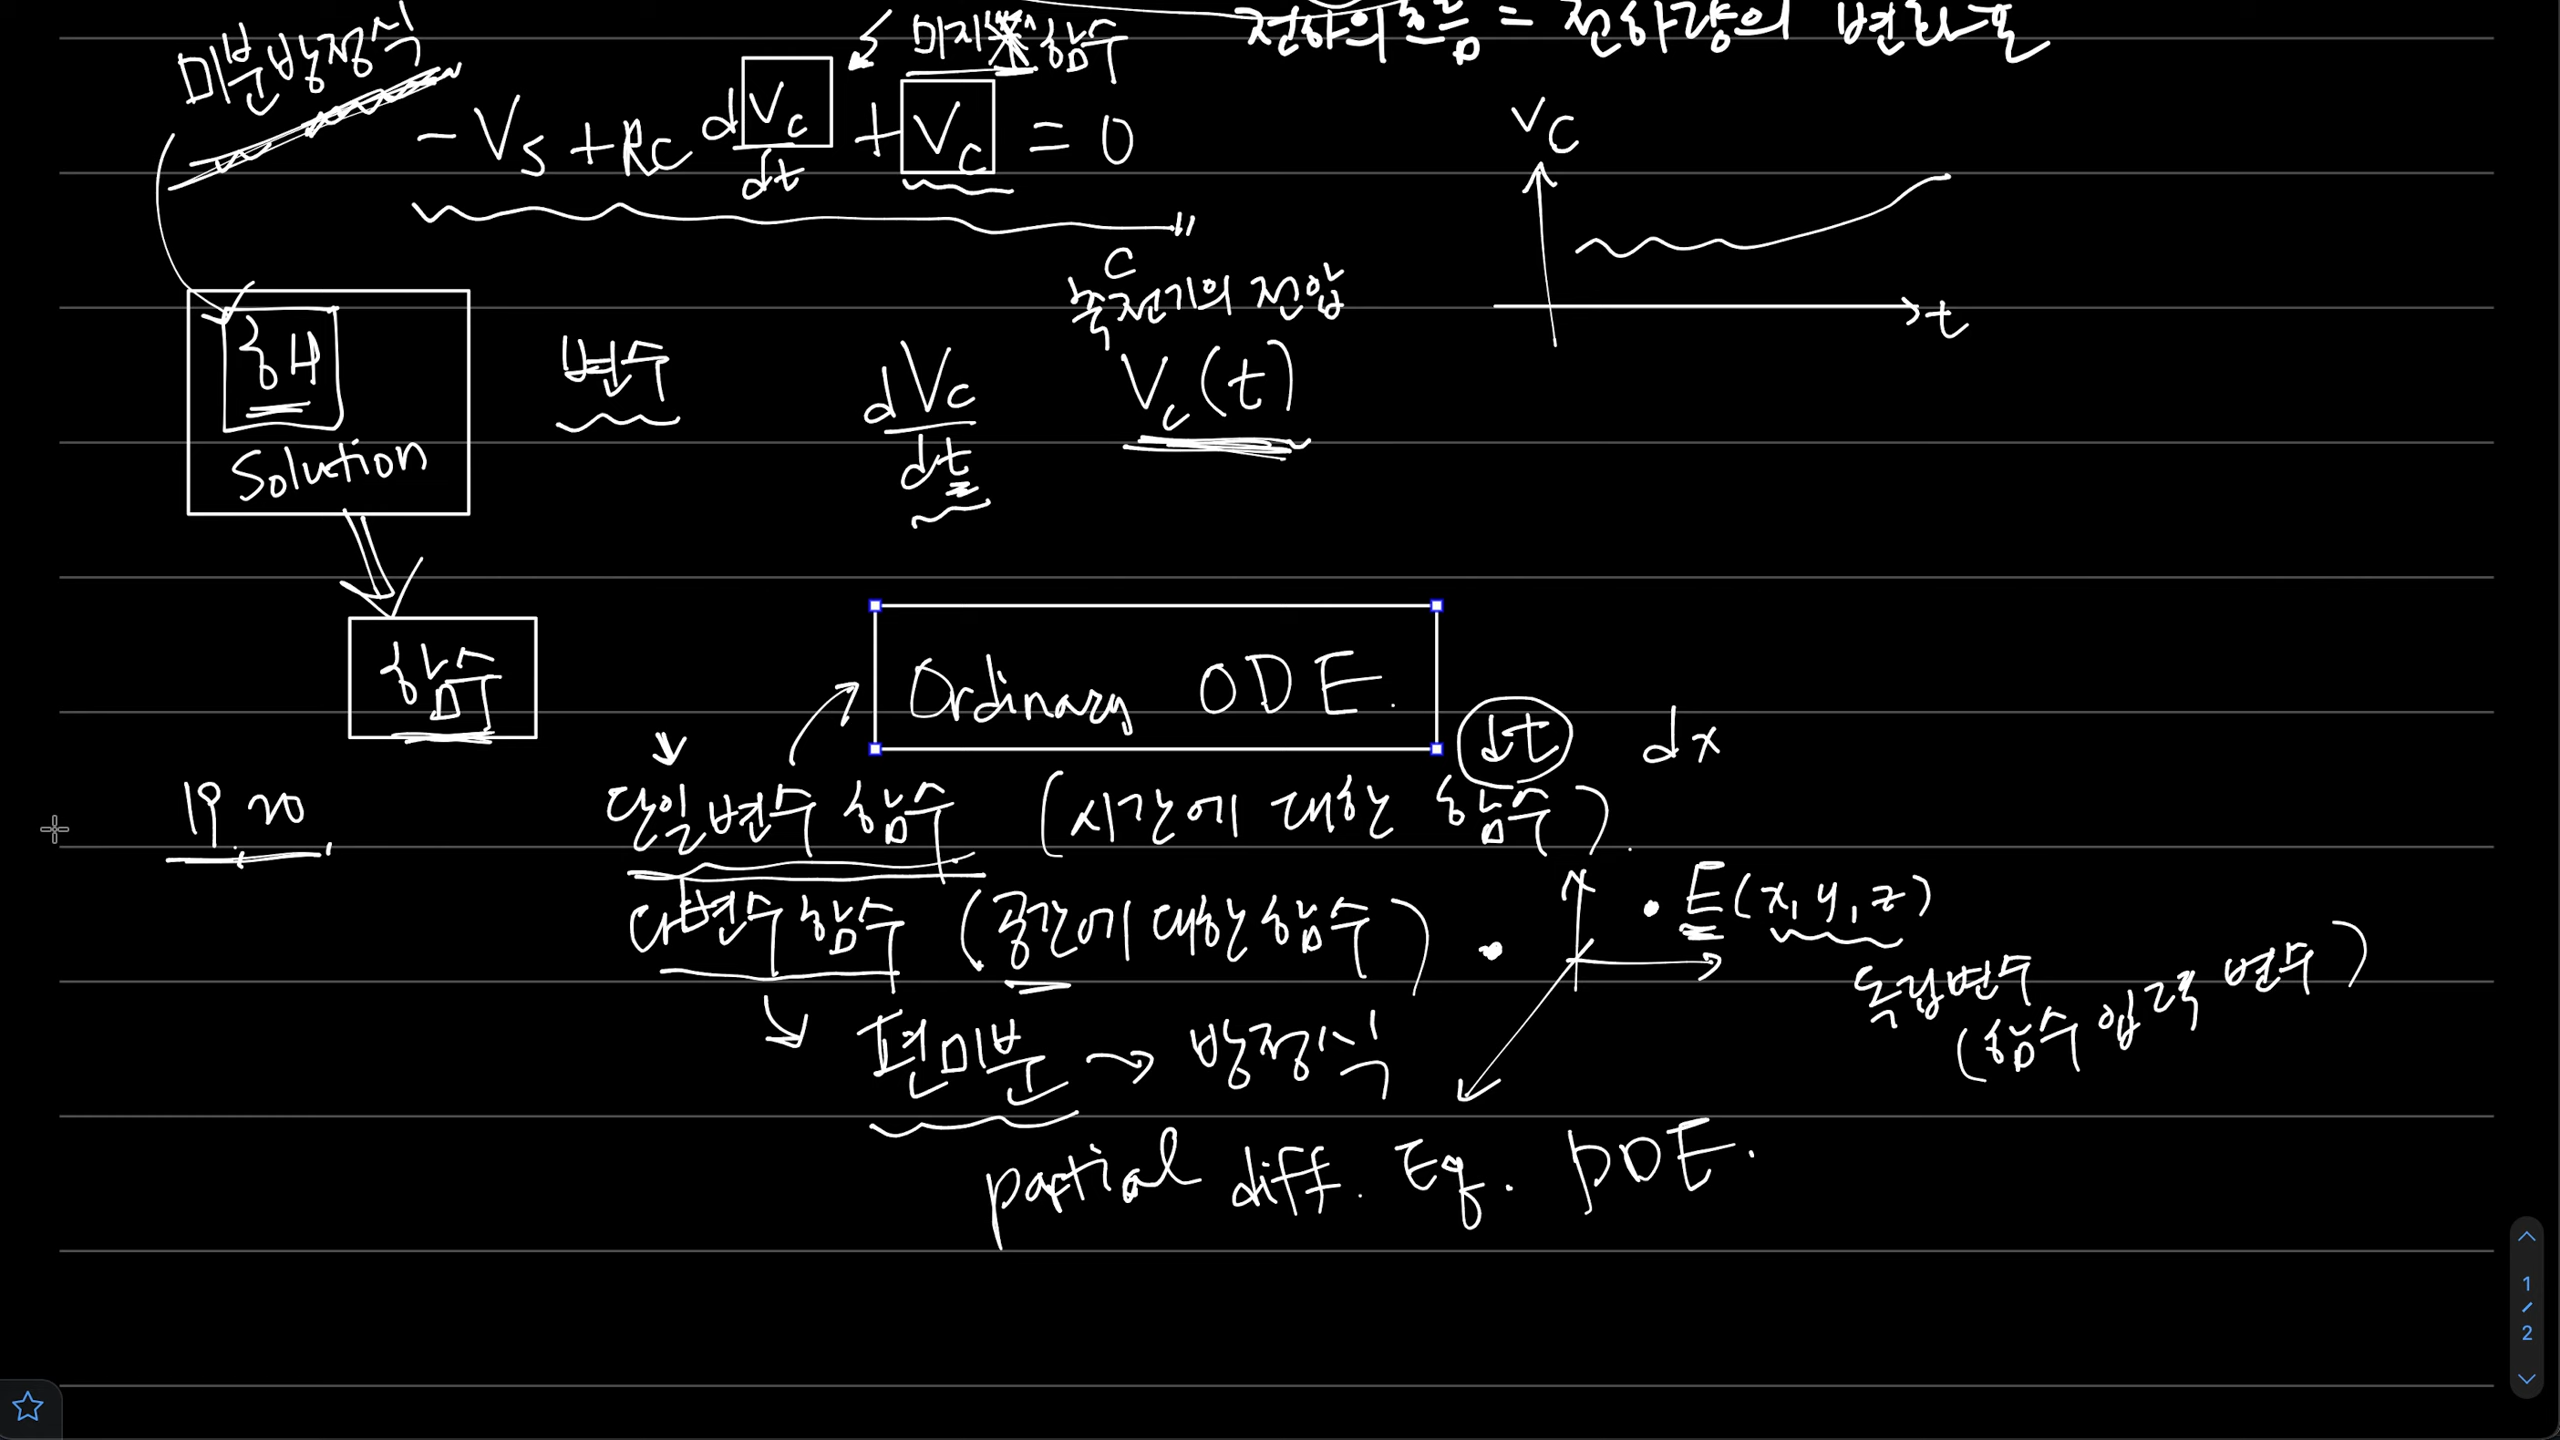 전하의 흐름 = 전하량의 변화율
미분방정식
미지 함수
- Vs + RC dVc/dt + Vc = 0
Vc
t
C
축전기의 전압
홍해
Solution
변수
dVc/dt
Vc(t)
함수
Ordinary ODE.
dt dx
19 20
단일변수 함수 (시간에 대한 함수).
다변수 함수 (공간에 대한 함수)
E(x, y, z)
독립변수
(함수 입력 변수)
편미분 → 방정식
partial diff. Eq. PDE.
1
/
2